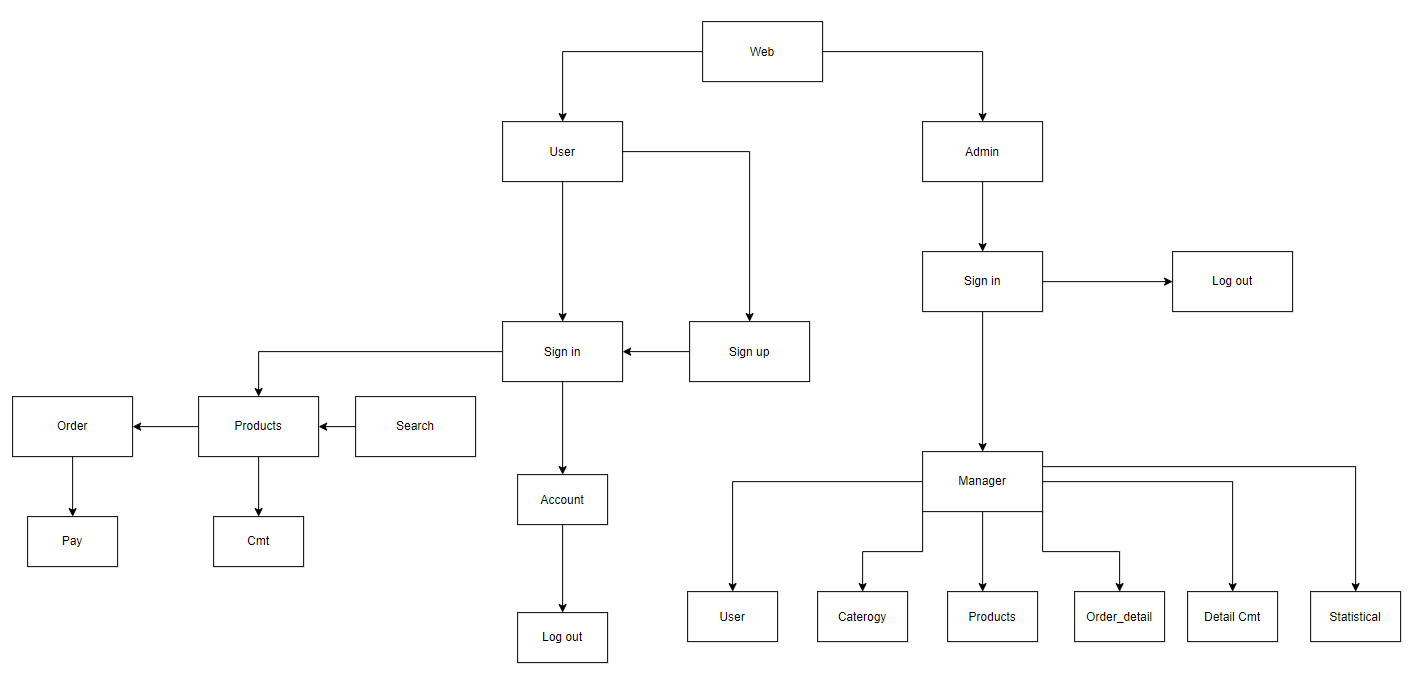 Web
User
Admin
Sign in
Log out
Sign in
Sign up
Order
Products
Search
Manager
Account
Pay
Cmt
User
Caterogy
Products
Order_detail
Detail Cmt
Statistical
Log out